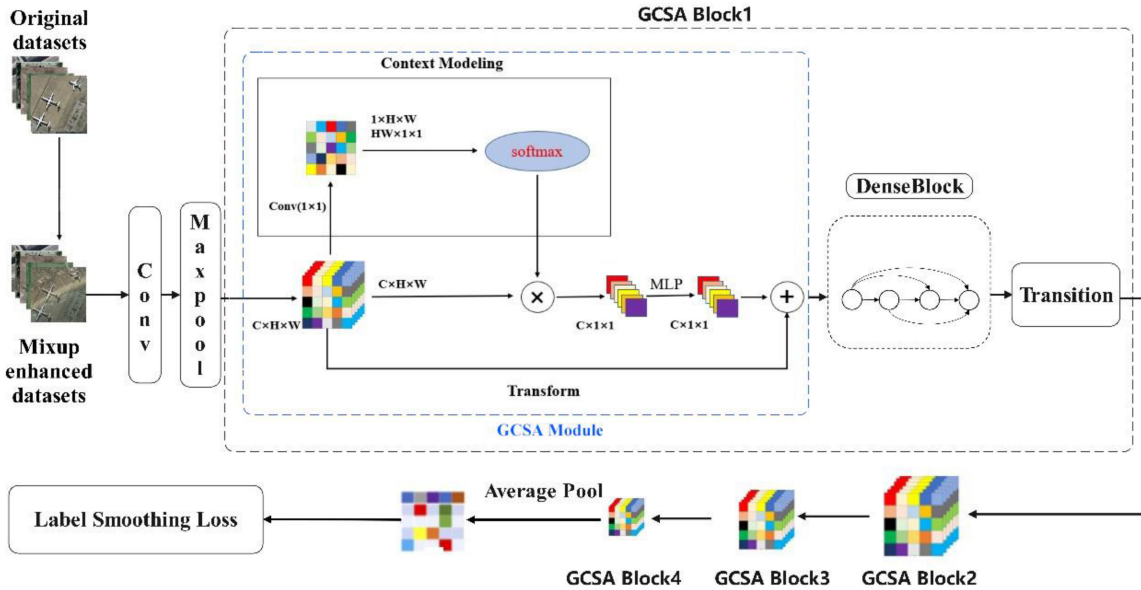 Original
datasets
GCSA Block1
Context Modeling
1×H×W
HW×1×1
softmax
Conv(1×1)
C×H×W
C×H×W
MLP
C×1×1
C×1×1
Transform
GCSA Module
DenseBlock
Transition
Conv
Maxpool
Mixup
enhanced
datasets
Label Smoothing Loss
Average Pool
GCSA Block4
GCSA Block3
GCSA Block2